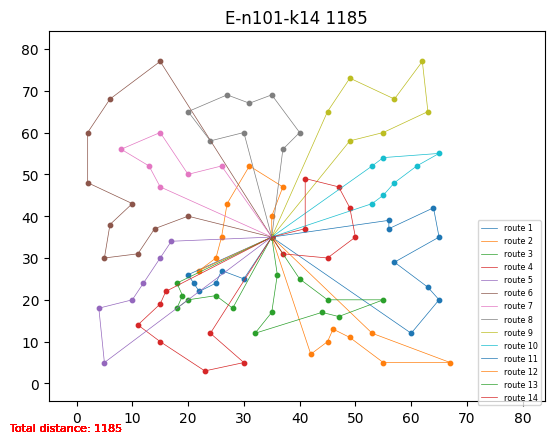 E-n101-k14 1185
80
70
60
50
40
30
20
10
0
0 10 20 30 40 50 60 70 80
route 1
route 2
route 3
route 4
route 5
route 6
route 7
route 8
route 9
route 10
route 11
route 12
route 13
route 14
Total distance: 1185